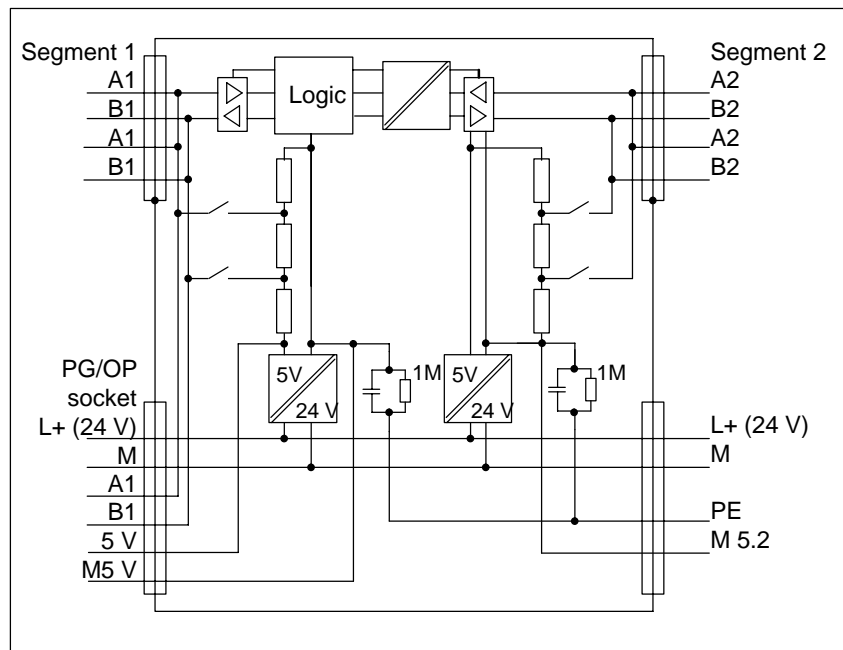 Segment 1
Segment 2
A1
A2
B1
Logic
B2
A1
A2
B1
B2
PG/OP
socket
5V
24 V
1M
5V
24 V
1M
L+ (24 V)
L+ (24 V)
M
M
A1
B1
PE
5 V
M 5.2
M5 V